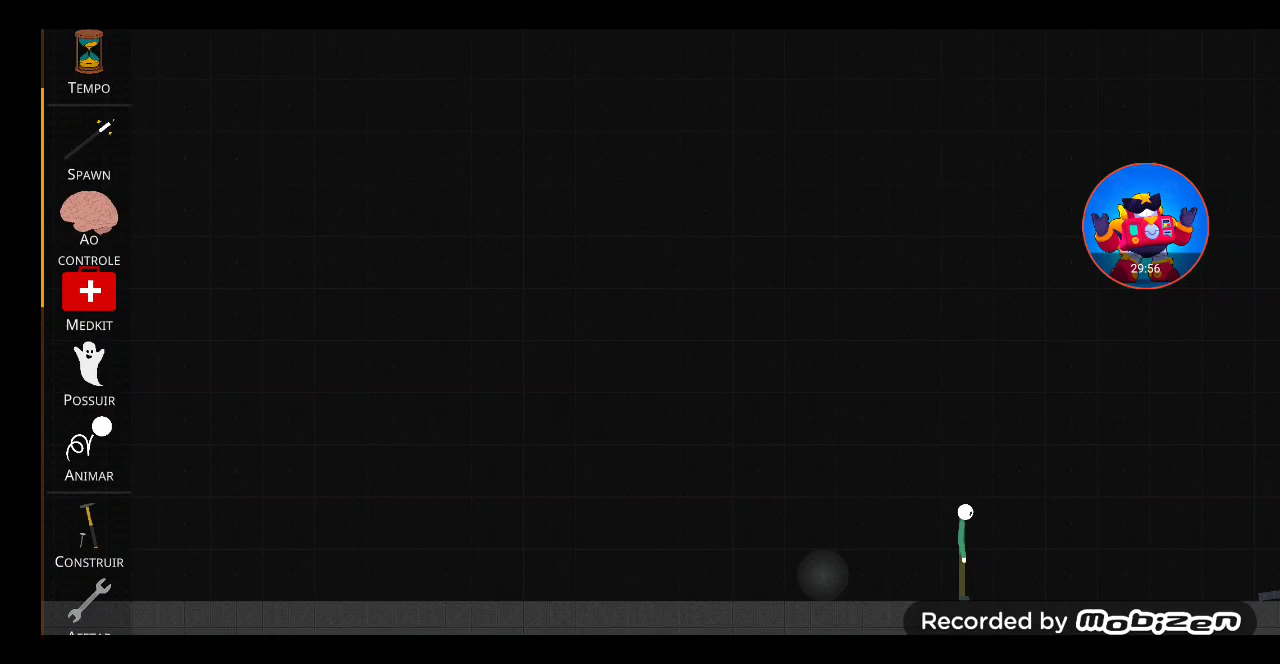 TEMPO
SPAWN
AO
CONTROLE
MEDKIT
POSSUIR
ANIMAR
CONSTRUIR
29:56
Recorded by mobizen